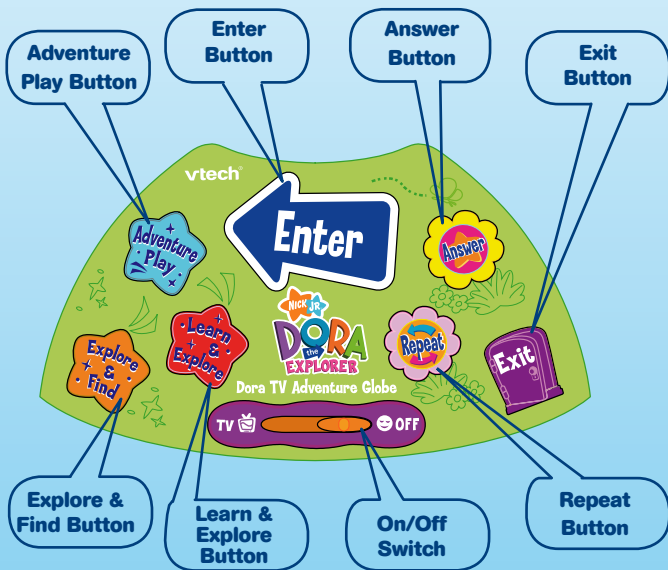 Adventure
Play Button
Enter
Button
Answer
Button
Exit
Button
vtech®
Adventure
Play
Enter
Answer
Explore
&
Find
Learn
&
Explore
NICK JR
DORA
the
EXPLORER
Repeat
Exit
Dora TV Adventure Globe
TV
OFF
Explore &
Find Button
Learn &
Explore
Button
On/Off
Switch
Repeat
Button